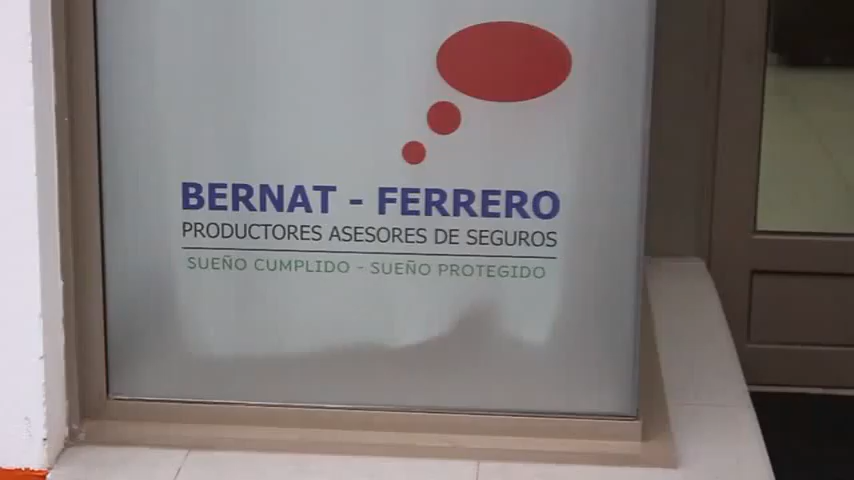 BERNAT - FERRERO
PRODUCTORES ASESORES DE SEGUROS
SUEÑO CUMPLIDO - SUEÑO PROTEGIDO